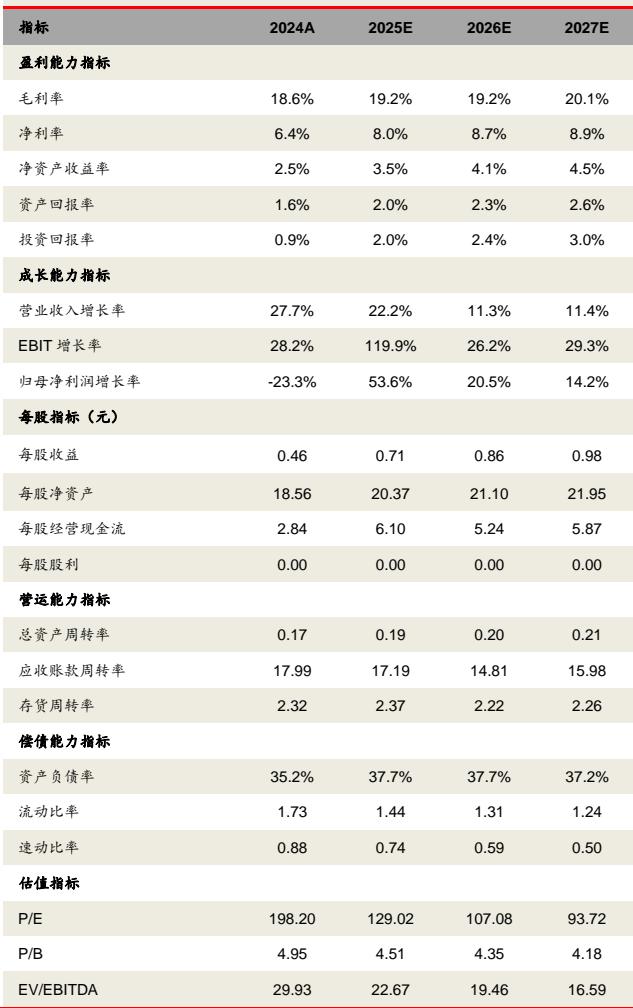 指标 2024A 2025E 2026E 2027E
盈利能力指标
毛利率 18.6% 19.2% 19.2% 20.1%
净利率 6.4% 8.0% 8.7% 8.9%
净资产收益率 2.5% 3.5% 4.1% 4.5%
资产回报率 1.6% 2.0% 2.3% 2.6%
投资回报率 0.9% 2.0% 2.4% 3.0%
成长能力指标
营业收入增长率 27.7% 22.2% 11.3% 11.4%
EBIT 增长率 28.2% 119.9% 26.2% 29.3%
归母净利润增长率 -23.3% 53.6% 20.5% 14.2%
每股指标（元）
每股收益 0.46 0.71 0.86 0.98
每股净资产 18.56 20.37 21.10 21.95
每股经营现金流 2.84 6.10 5.24 5.87
每股股利 0.00 0.00 0.00 0.00
营运能力指标
总资产周转率 0.17 0.19 0.20 0.21
应收账款周转率 17.99 17.19 14.81 15.98
存货周转率 2.32 2.37 2.22 2.26
偿债能力指标
资产负债率 35.2% 37.7% 37.7% 37.2%
流动比率 1.73 1.44 1.31 1.24
速动比率 0.88 0.74 0.59 0.50
估值指标
P/E 198.20 129.02 107.08 93.72
P/B 4.95 4.51 4.35 4.18
EV/EBITDA 29.93 22.67 19.46 16.59